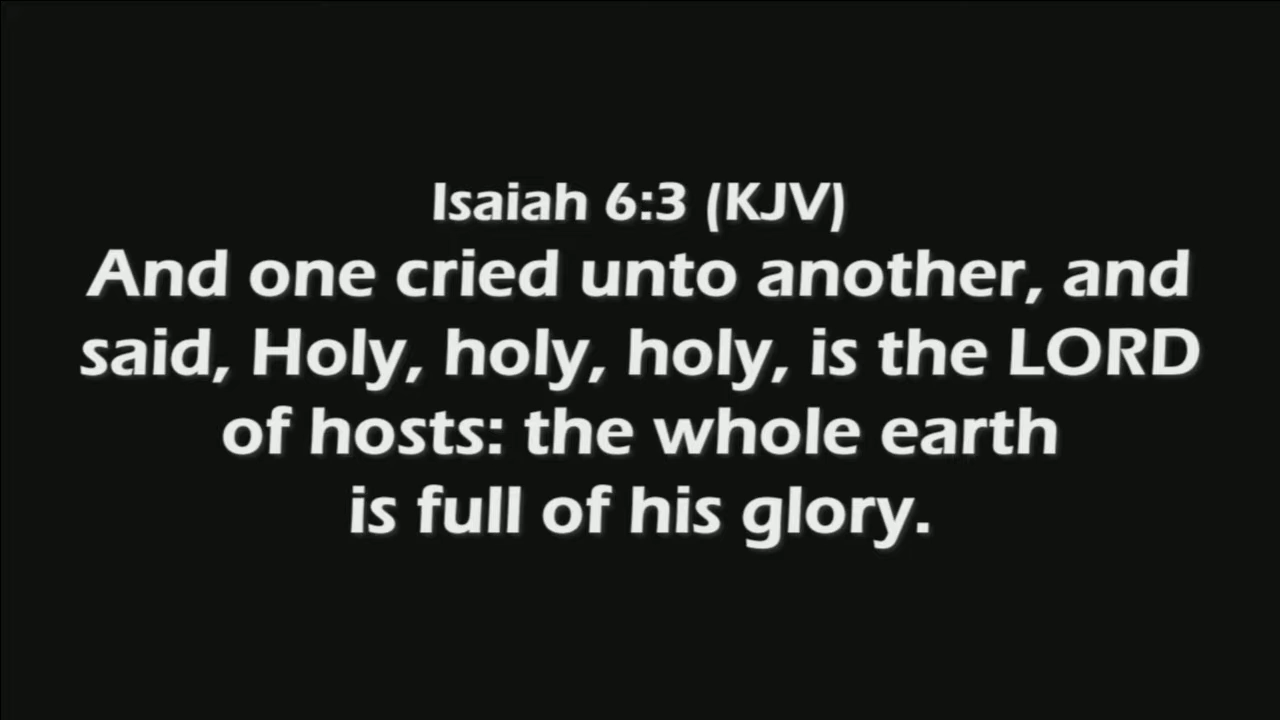 Isaiah 6:3 (KJV)
And one cried unto another, and
said, Holy, holy, holy, is the LORD
of hosts: the whole earth
is full of his glory.